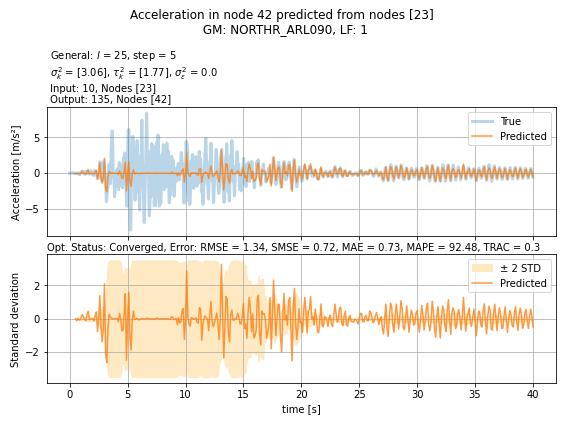 Acceleration in node 42 predicted from nodes [23]
GM: NORTHR_ARL090, LF: 1
General: l = 25, step = 5
σ²ₖ = [3.06], τ²ₖ = [1.77], σ²ε = 0.0
Input: 10, Nodes [23]
Output: 135, Nodes [42]
True
Predicted
Acceleration [m/s²]
5
0
−5
Opt. Status: Converged, Error: RMSE = 1.34, SMSE = 0.72, MAE = 0.73, MAPE = 92.48, TRAC = 0.3
± 2 STD
Predicted
Standard deviation
2
0
−2
0 5 10 15 20 25 30 35 40
time [s]